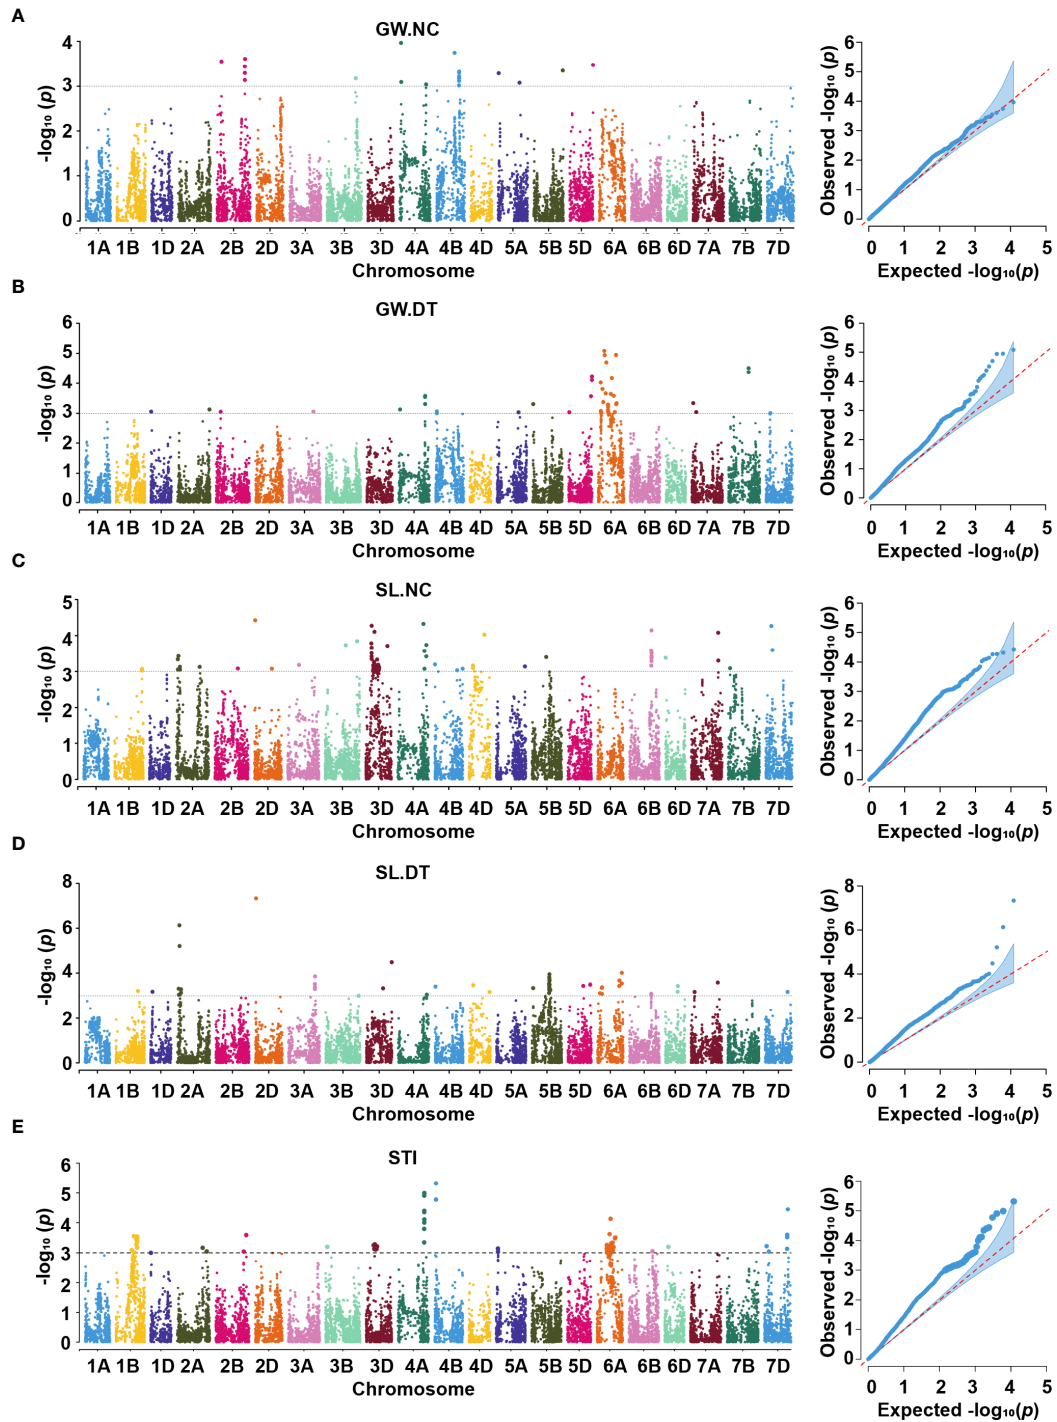 A
GW.NC
-log₁₀ (p)
4
3
2
1
0
1A 1B 1D 2A 2B 2D 3A 3B 3D 4A 4B 4D 5A 5B 5D 6A 6B 6D 7A 7B 7D
Chromosome
Observed -log₁₀ (p)
6
5
4
3
2
1
0
0 1 2 3 4 5
Expected -log₁₀(p)
B
GW.DT
-log₁₀ (p)
6
5
4
3
2
1
0
1A 1B 1D 2A 2B 2D 3A 3B 3D 4A 4B 4D 5A 5B 5D 6A 6B 6D 7A 7B 7D
Chromosome
Observed -log₁₀ (p)
6
5
4
3
2
1
0
0 1 2 3 4 5
Expected -log₁₀(p)
C
SL.NC
-log₁₀ (p)
5
4
3
2
1
0
1A 1B 1D 2A 2B 2D 3A 3B 3D 4A 4B 4D 5A 5B 5D 6A 6B 6D 7A 7B 7D
Chromosome
Observed -log₁₀ (p)
6
5
4
3
2
1
0
0 1 2 3 4 5
Expected -log₁₀(p)
D
SL.DT
-log₁₀ (p)
8
6
4
2
0
1A 1B 1D 2A 2B 2D 3A 3B 3D 4A 4B 4D 5A 5B 5D 6A 6B 6D 7A 7B 7D
Chromosome
Observed -log₁₀ (p)
8
6
4
2
0
0 1 2 3 4 5
Expected -log₁₀(p)
E
STI
-log₁₀ (p)
6
5
4
3
2
1
0
1A 1B 1D 2A 2B 2D 3A 3B 3D 4A 4B 4D 5A 5B 5D 6A 6B 6D 7A 7B 7D
Chromosome
Observed -log₁₀ (p)
6
5
4
3
2
1
0
0 1 2 3 4 5
Expected -log₁₀(p)